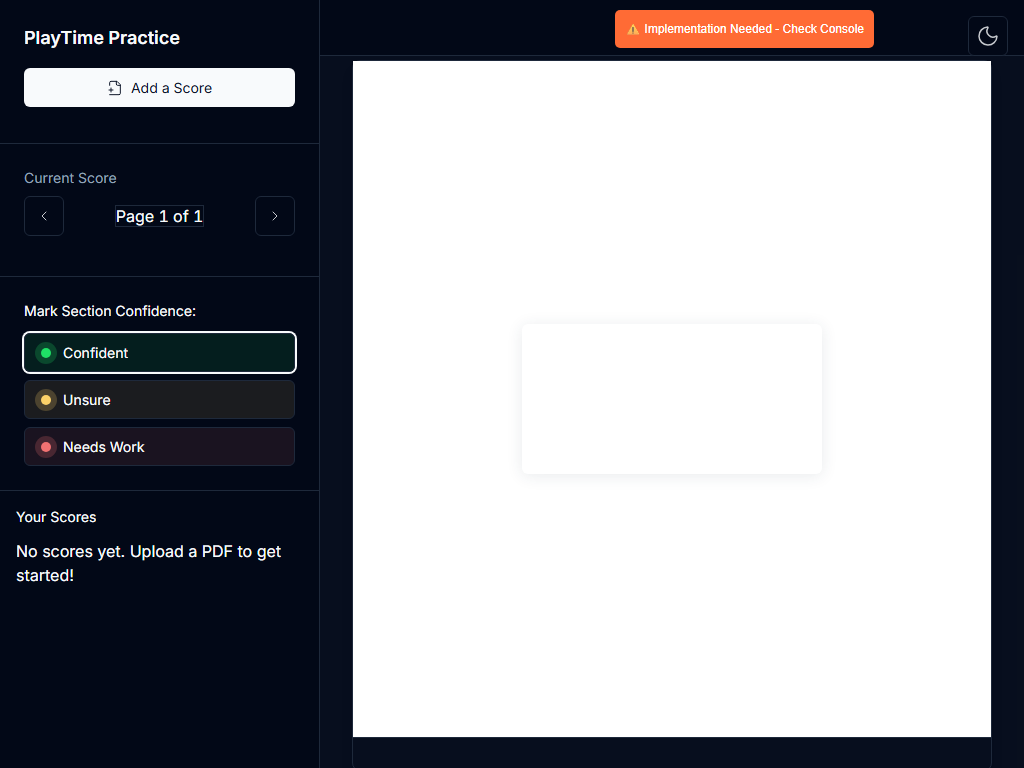 PlayTime Practice
⚠️ Implementation Needed - Check Console
Add a Score
Current Score
Page 1 of 1
Mark Section Confidence:
Confident
Unsure
Needs Work
Your Scores
No scores yet. Upload a PDF to get
started!